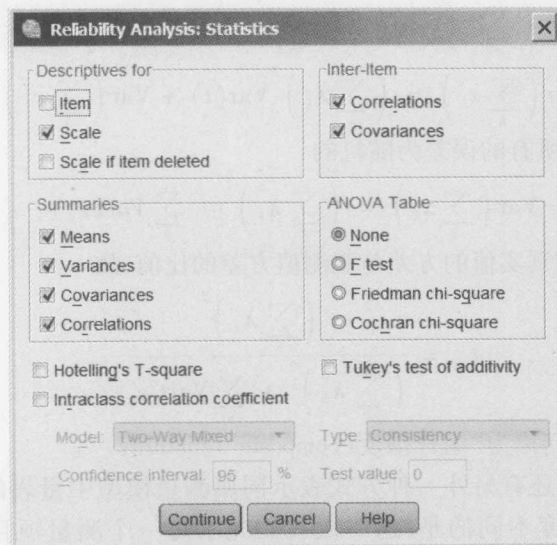 Reliability Analysis: Statistics
Descriptives for
Item
Scale
Scale if item deleted
Inter-Item
Correlations
Covariances
Summaries
Means
Variances
Covariances
Correlations
ANOVA Table
None
F test
Friedman chi-square
Cochran chi-square
Hotelling's T-square
Tukey's test of additivity
Intraclass correlation coefficient
Model: Two-Way Mixed
Type: Consistency
Confidence interval: 95 %
Test value: 0
Continue
Cancel
Help